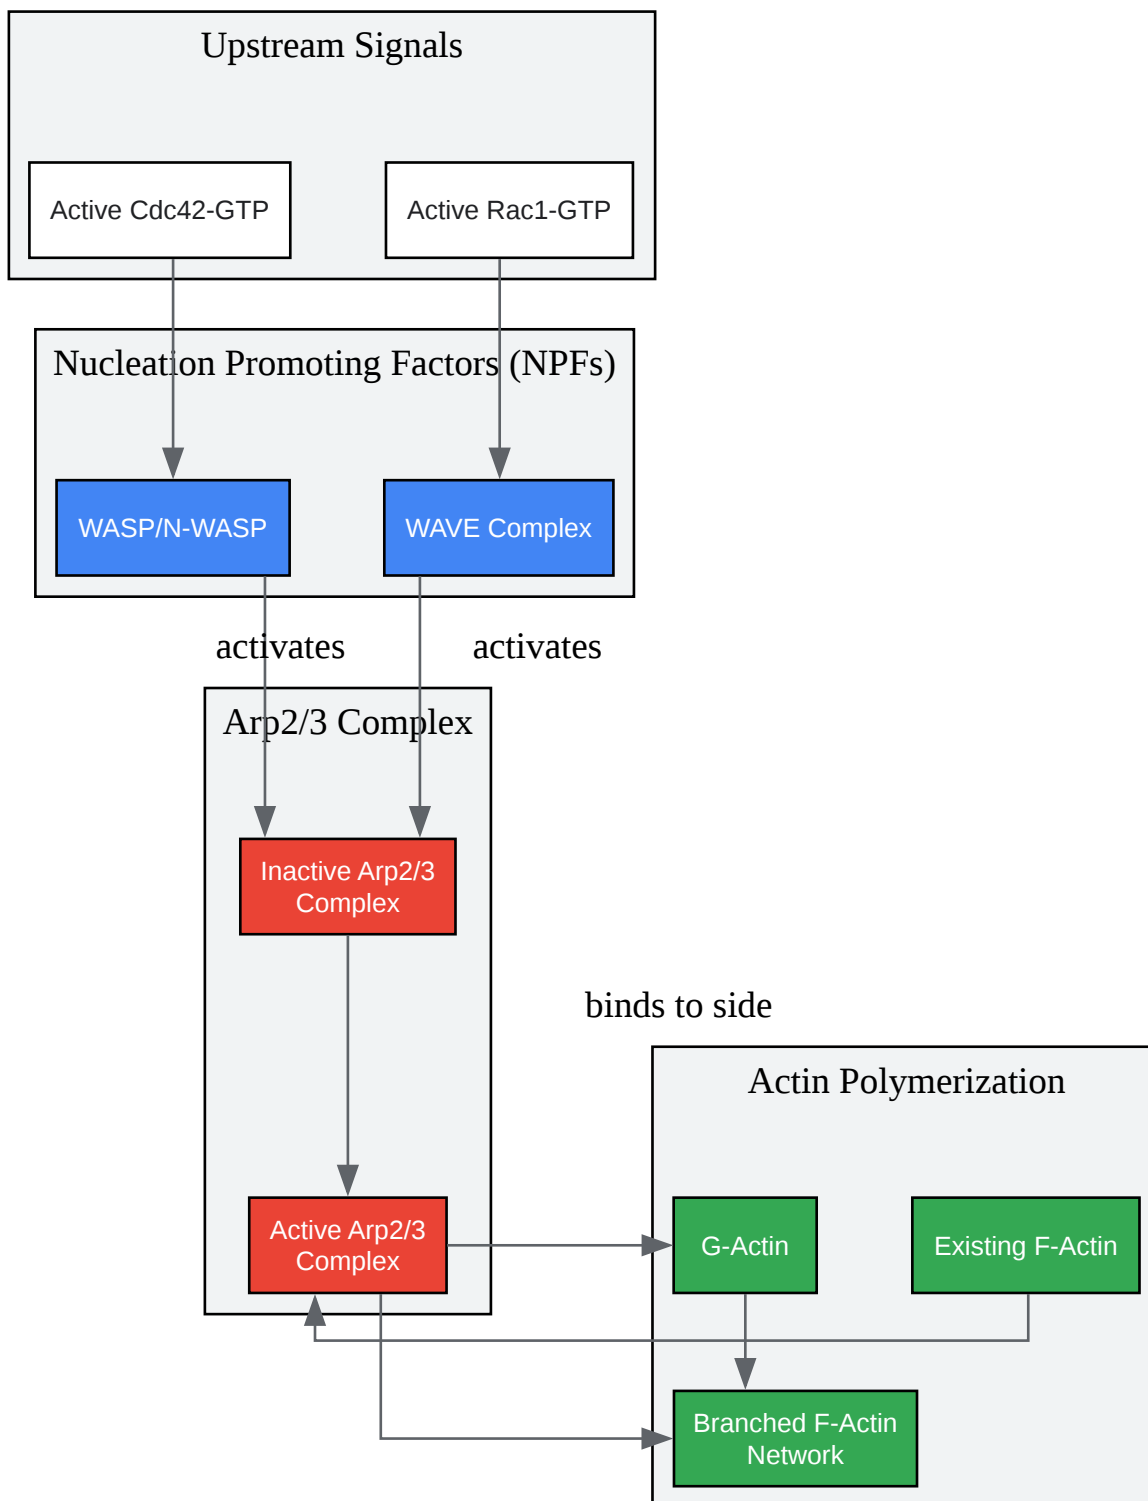 Upstream Signals
Active Cdc42-GTP
Active Rac1-GTP
Nucleation Promoting Factors (NPFs)
WASP/N-WASP
WAVE Complex
activates
activates
Arp2/3 Complex
Inactive Arp2/3
Complex
binds to side
Actin Polymerization
Active Arp2/3
Complex
G-Actin
Existing F-Actin
Branched F-Actin
Network